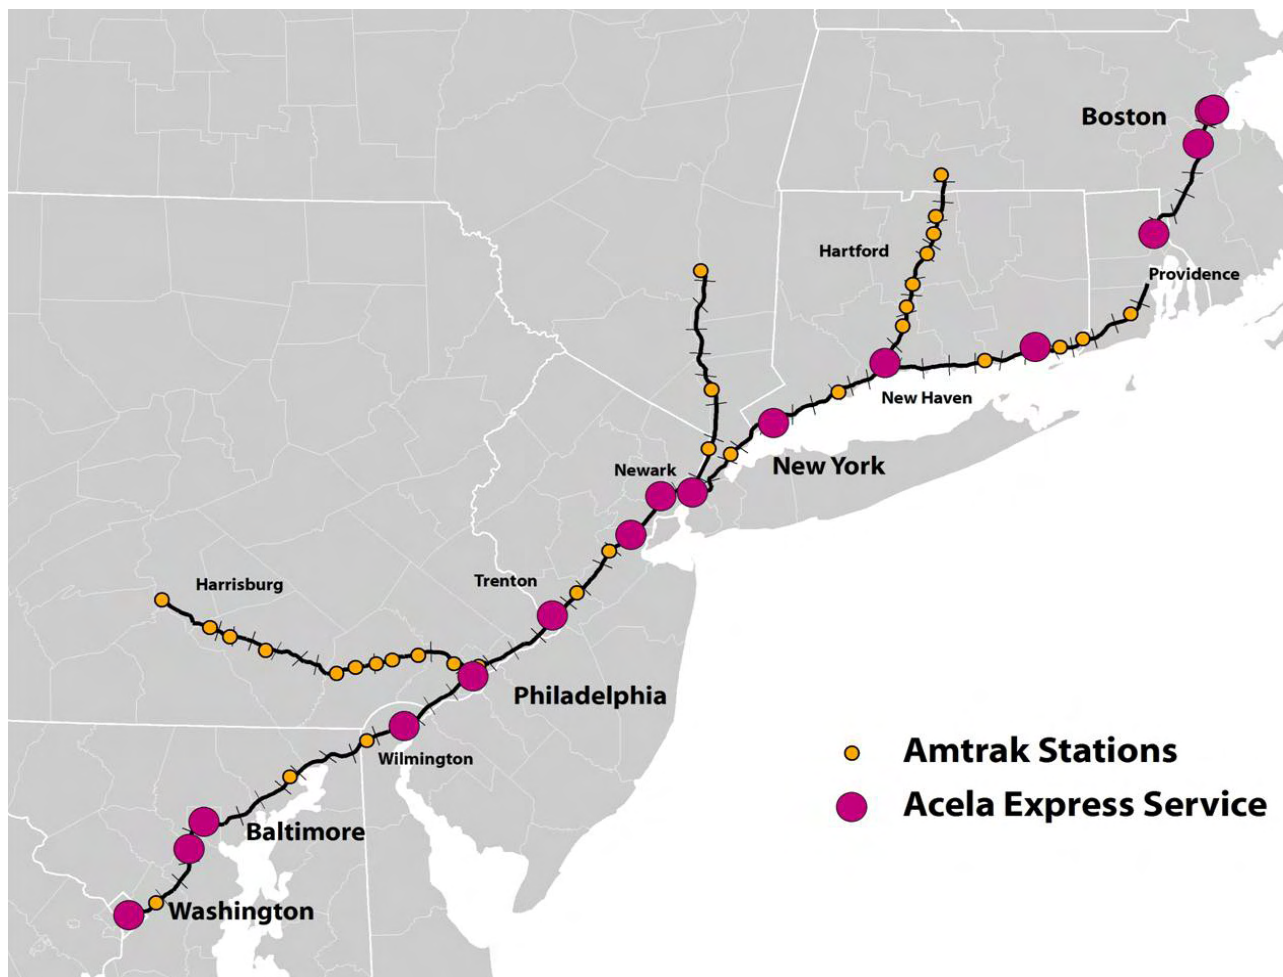 Boston
Hartford
Providence
New Haven
New York
Newark
Trenton
Harrisburg
Philadelphia
Wilmington
Baltimore
Washington
Amtrak Stations
Acela Express Service